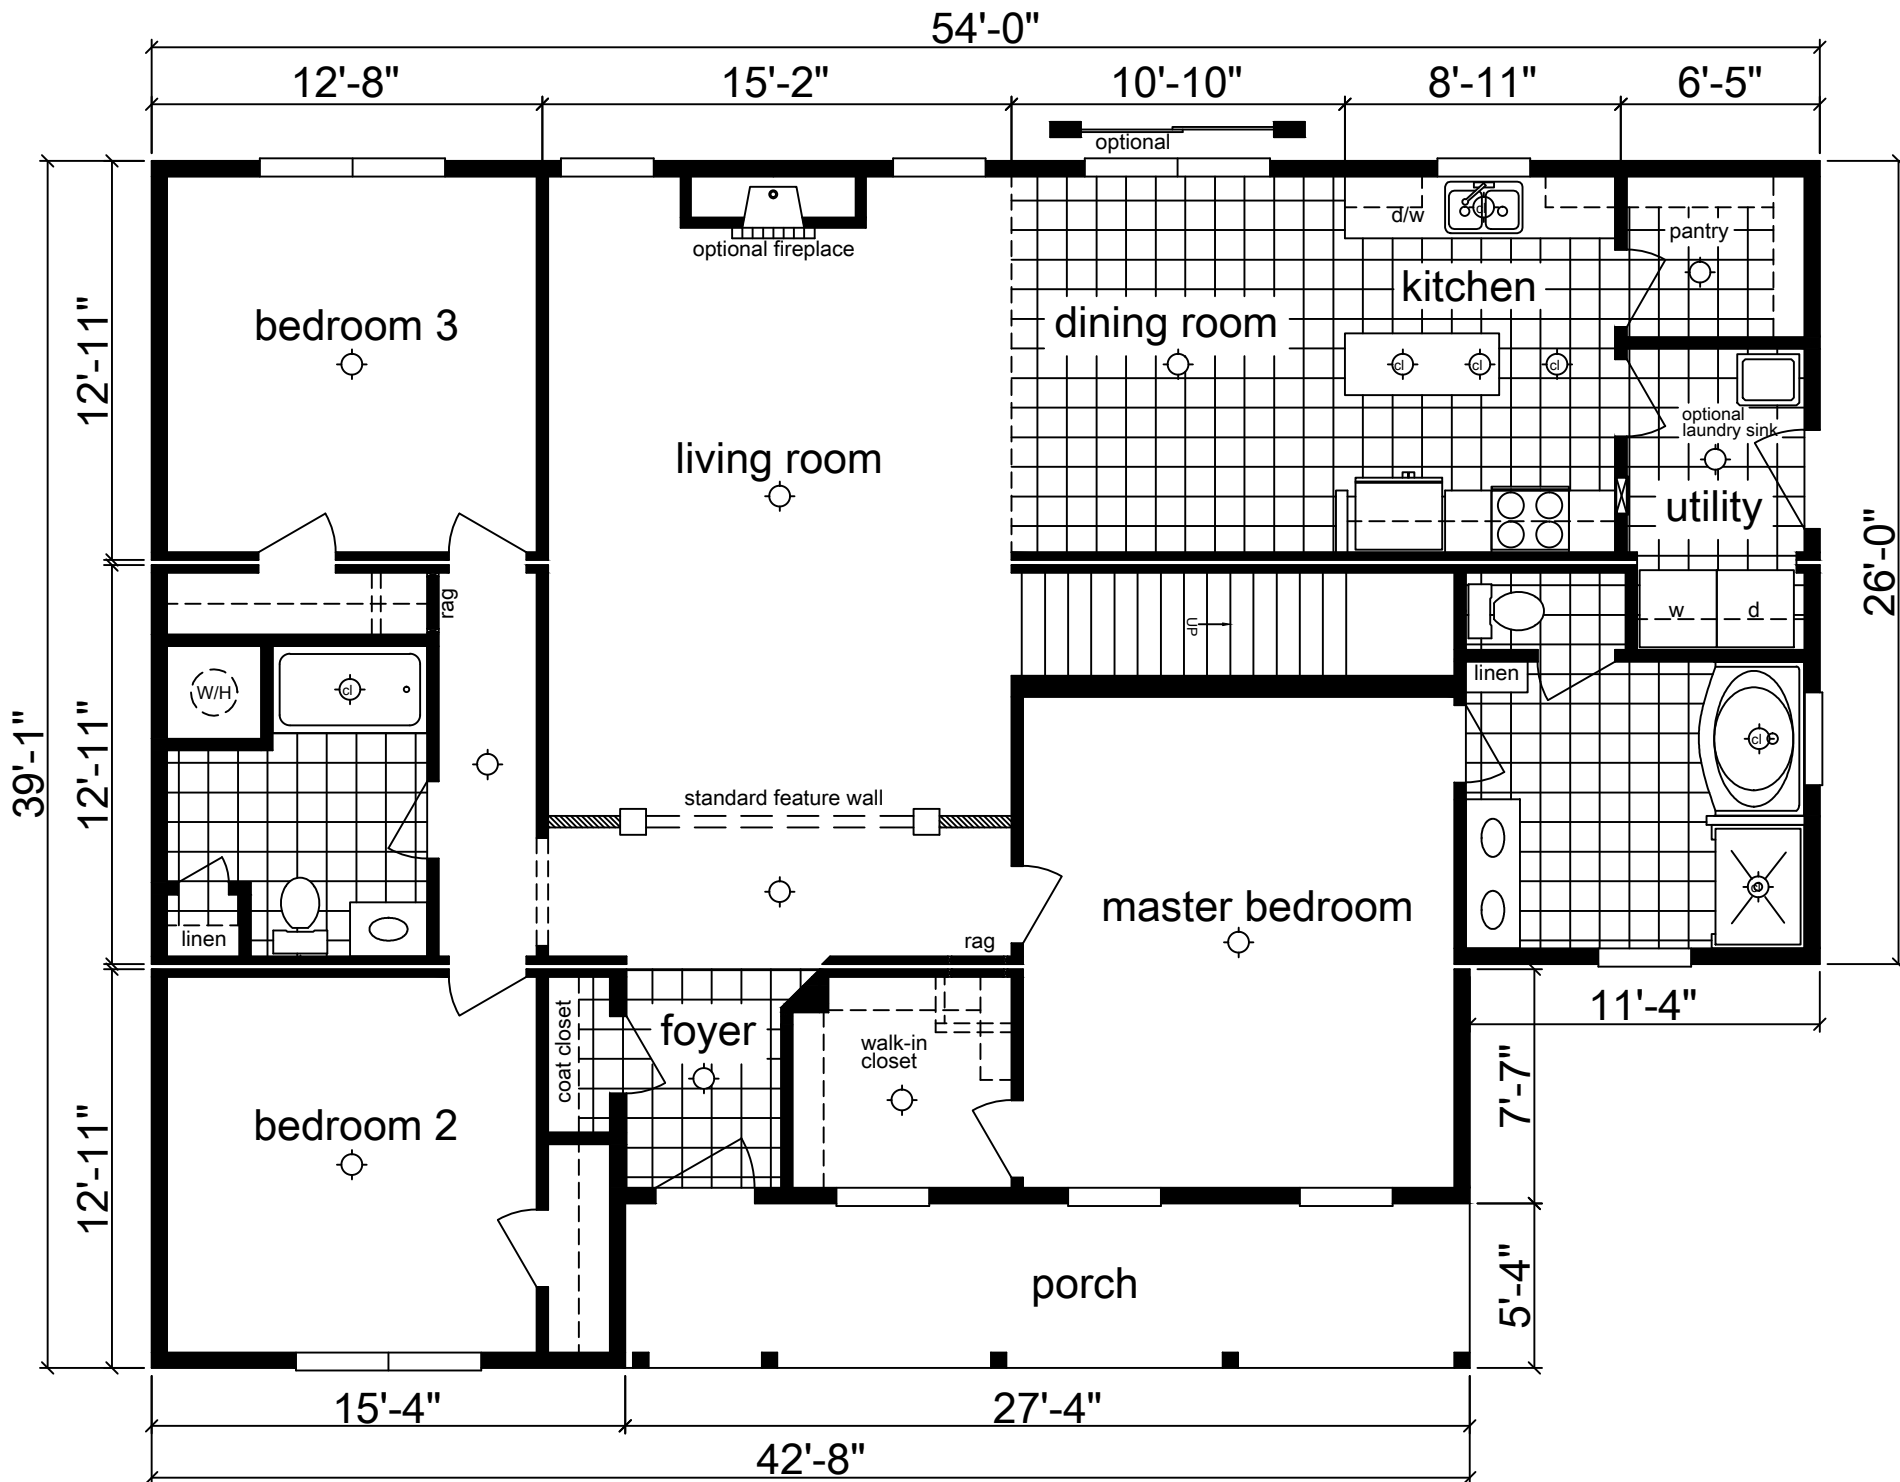 54'-0"
12'-8"
15'-2"
10'-10"
8'-11"
6'-5"
optional
d/w
cl
pantry
optional fireplace
kitchen
bedroom 3
dining room
12'-11"
cl
cl
cl
optional
laundry sink
living room
utility
26'-0"
rag
UP
w
d
W/H
cl
linen
39'-1"
12'-11"
cl
standard feature wall
cl
master bedroom
linen
rag
11'-4"
foyer
coat closet
walk-in
closet
7'-7"
bedroom 2
12'-11"
porch
5'-4"
15'-4"
27'-4"
42'-8"